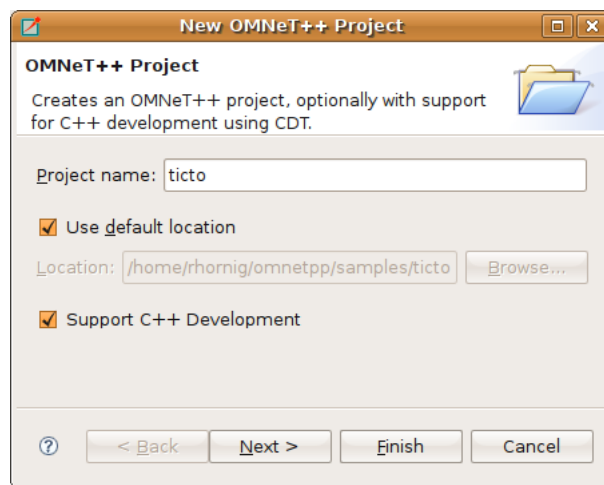 New OMNeT++ Project
OMNeT++ Project
Creates an OMNeT++ project, optionally with support
for C++ development using CDT.
Project name: ticto
Use default location
Location: /home/rhornig/omnetpp/samples/ticto Browse...
Support C++ Development
? < Back Next > Finish Cancel